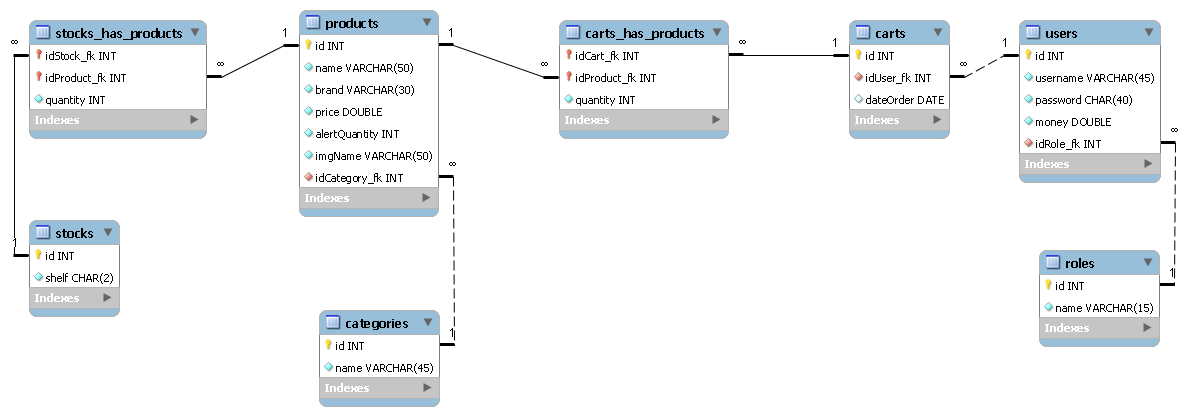 stocks_has_products
idStock_fk INT
idProduct_fk INT
quantity INT
Indexes
∞
∞
1
products
id INT
name VARCHAR(50)
brand VARCHAR(30)
price DOUBLE
alertQuantity INT
imgName VARCHAR(50)
idCategory_fk INT
Indexes
1
∞
∞
carts_has_products
idCart_fk INT
idProduct_fk INT
quantity INT
Indexes
∞
1
carts
id INT
idUser_fk INT
dateOrder DATE
Indexes
∞
1
users
id INT
username VARCHAR(45)
password CHAR(40)
money DOUBLE
idRole_fk INT
Indexes
∞
1
stocks
id INT
shelf CHAR(2)
Indexes
categories
id INT
name VARCHAR(45)
Indexes
1
roles
id INT
name VARCHAR(15)
Indexes
1